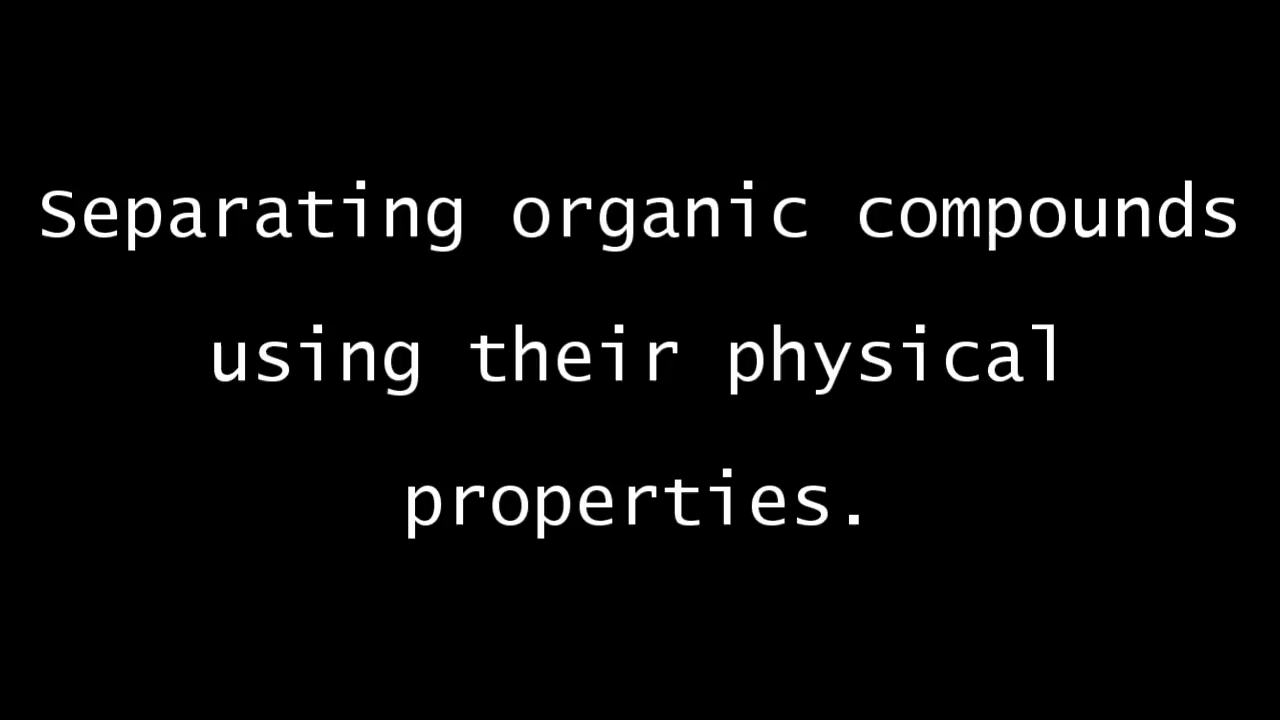 Separating organic compounds
using their physical
properties.